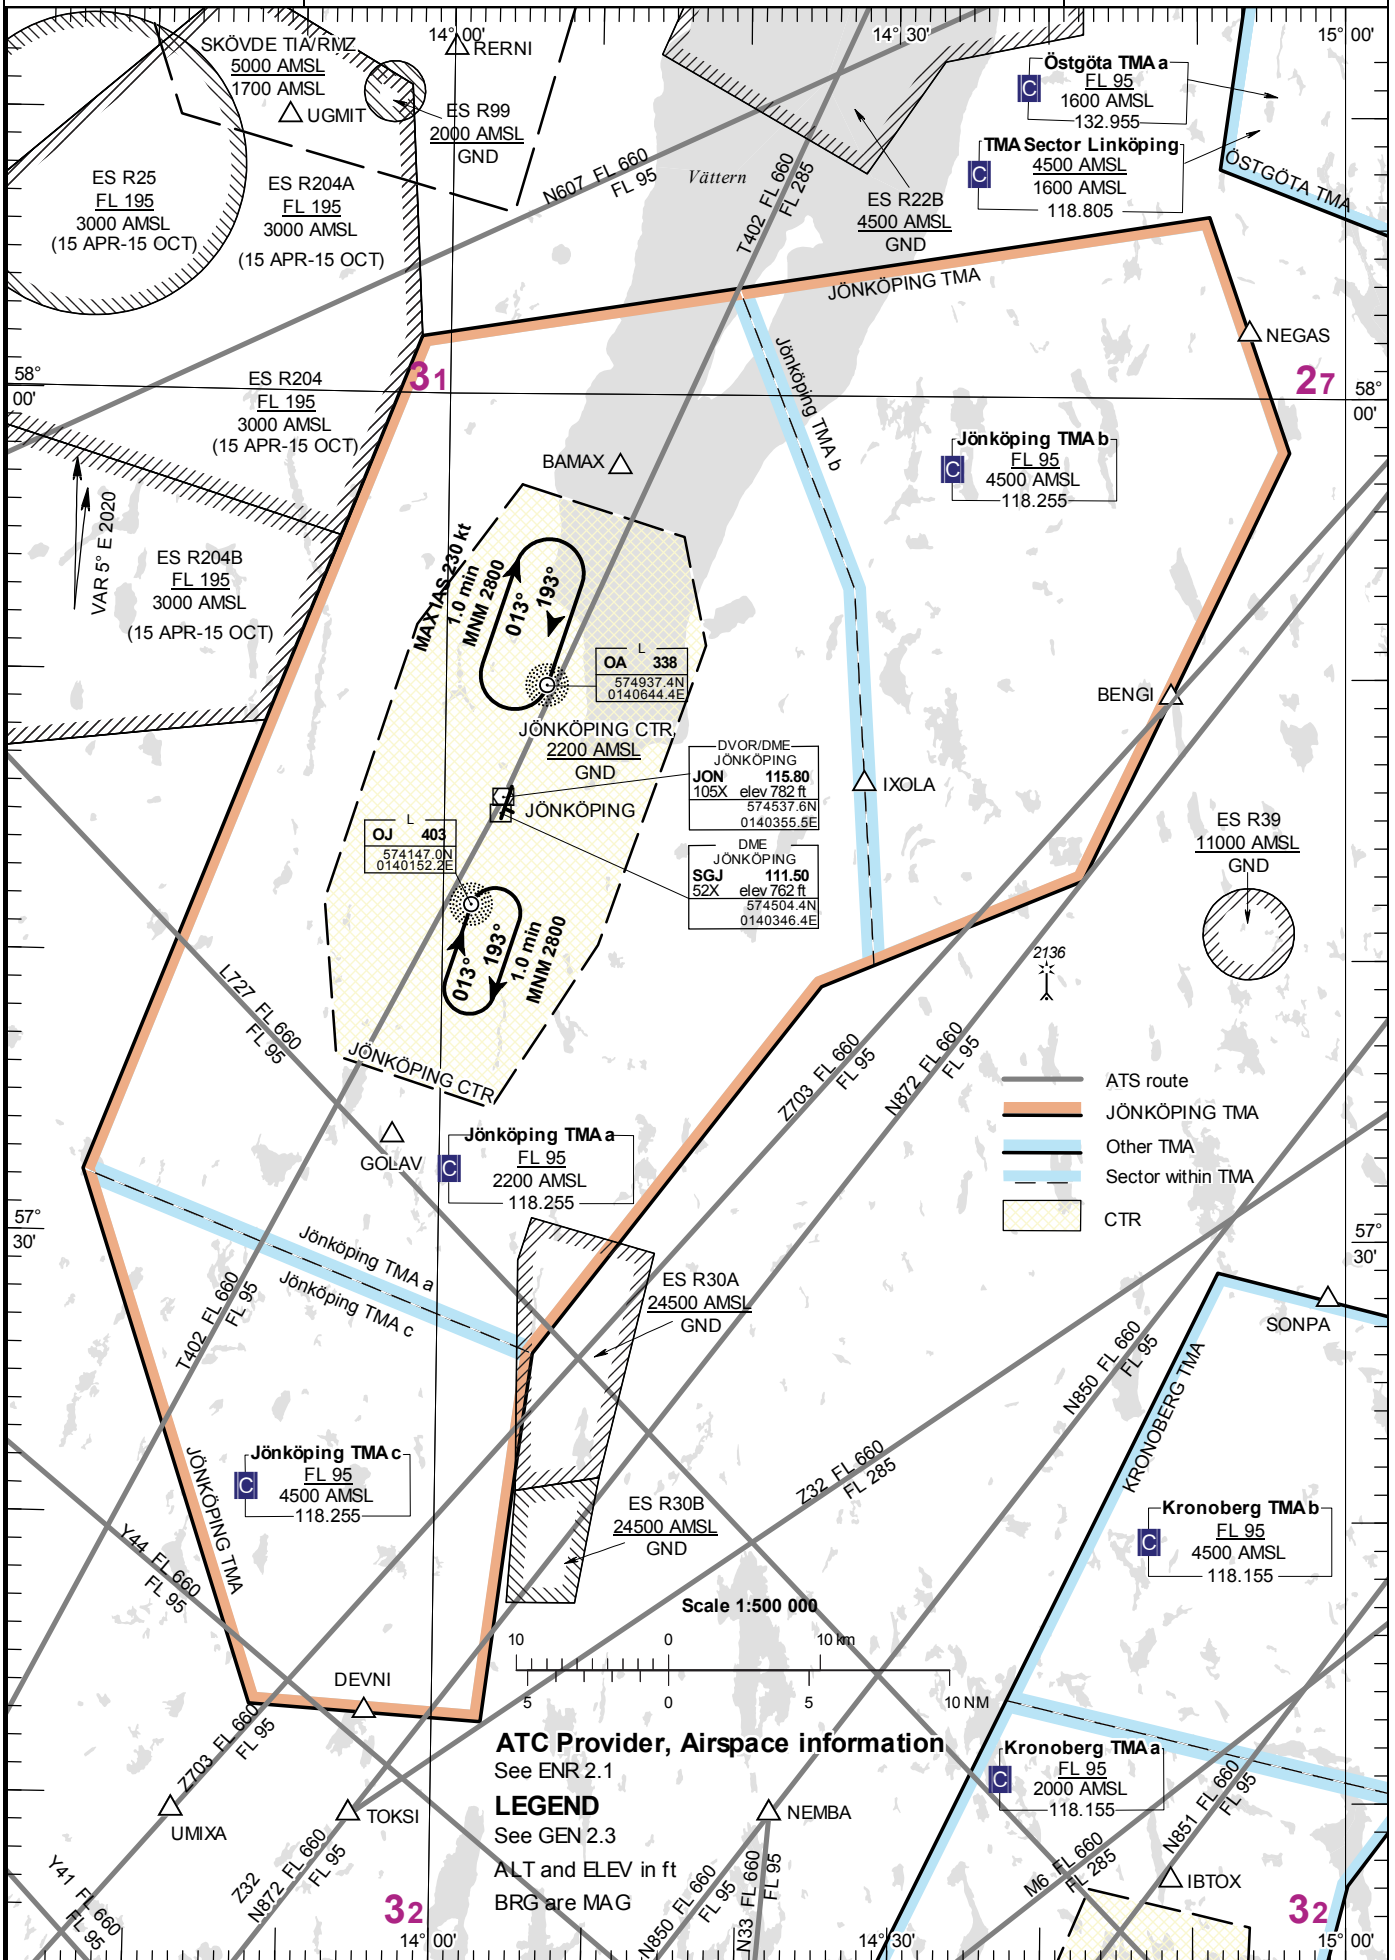 14° 00'
14° 30'
15° 00'
SKÖVDE TIA/RMZ
5000 AMSL
1700 AMSL
UGMIT
RERNI
ES R99
2000 AMSL
GND
Östgöta TMA a
C
FL 95
1600 AMSL
132.955
TMA Sector Linköping
C
4500 AMSL
1600 AMSL
118.805
ÖSTGÖTA TMA
ES R25
FL 195
3000 AMSL
(15 APR-15 OCT)
ES R204A
FL 195
3000 AMSL
(15 APR-15 OCT)
N607 FL 660
FL 95
Vättern
T402 FL 660
FL 285
ES R22B
4500 AMSL
GND
JÖNKÖPING TMA
NEGAS
58°
00'
31
27
58°
00'
ES R204
FL 195
3000 AMSL
(15 APR-15 OCT)
Jönköping TMA b
Jönköping TMA b
C
FL 95
4500 AMSL
118.255
BAMAX
VAR 5° E 2020
ES R204B
FL 195
3000 AMSL
(15 APR-15 OCT)
MAX IAS 230 kt
1.0 min
MNM 2800
013°
193°
L
OA 338
574937.4N
0140644.4E
BENGI
JÖNKÖPING CTR
2200 AMSL
GND
DVOR/DME
JÖNKÖPING
JON 115.80
105X elev 782 ft
574537.6N
0140355.5E
IXOLA
JÖNKÖPING
L
OJ 403
574147.0N
0140152.2E
DME
JÖNKÖPING
SGJ 111.50
52X elev 762 ft
574504.4N
0140346.4E
ES R39
11000 AMSL
GND
013°
193°
1.0 min
MNM 2800
2136
L727 FL 660
FL 95
JÖNKÖPING CTR
Z703 FL 660
FL 95
N872 FL 660
FL 95
ATS route
JÖNKÖPING TMA
Other TMA
Sector within TMA
CTR
GOLAV
Jönköping TMA a
C
FL 95
2200 AMSL
118.255
57°
30'
57°
30'
Jönköping TMA a
Jönköping TMA c
T402 FL 660
FL 95
ES R30A
24500 AMSL
GND
SONPA
N850 FL 660
FL 95
KRONOBERG TMA
Jönköping TMA c
C
FL 95
4500 AMSL
118.255
JÖNKÖPING TMA
Z32 FL 660
FL 285
ES R30B
24500 AMSL
GND
Kronoberg TMA b
C
FL 95
4500 AMSL
118.155
Y44 FL 660
FL 95
Scale 1:500 000
10 0 10 km
5 0 5 10 NM
DEVNI
Z703 FL 660
FL 95
ATC Provider, Airspace information
See ENR 2.1
LEGEND
See GEN 2.3
ALT and ELEV in ft
BRG are MAG
Kronoberg TMA a
C
FL 95
2000 AMSL
118.155
UMIXA
TOKSI
NEMBA
N851 FL 660
FL 95
Y41 FL 660
FL 95
Z32
N872 FL 660
FL 95
N850 FL 660
FL 95
N33 FL 660
FL 95
M6 FL 660
FL 285
IBTOX
32
32
14° 00'
14° 30'
15° 00'